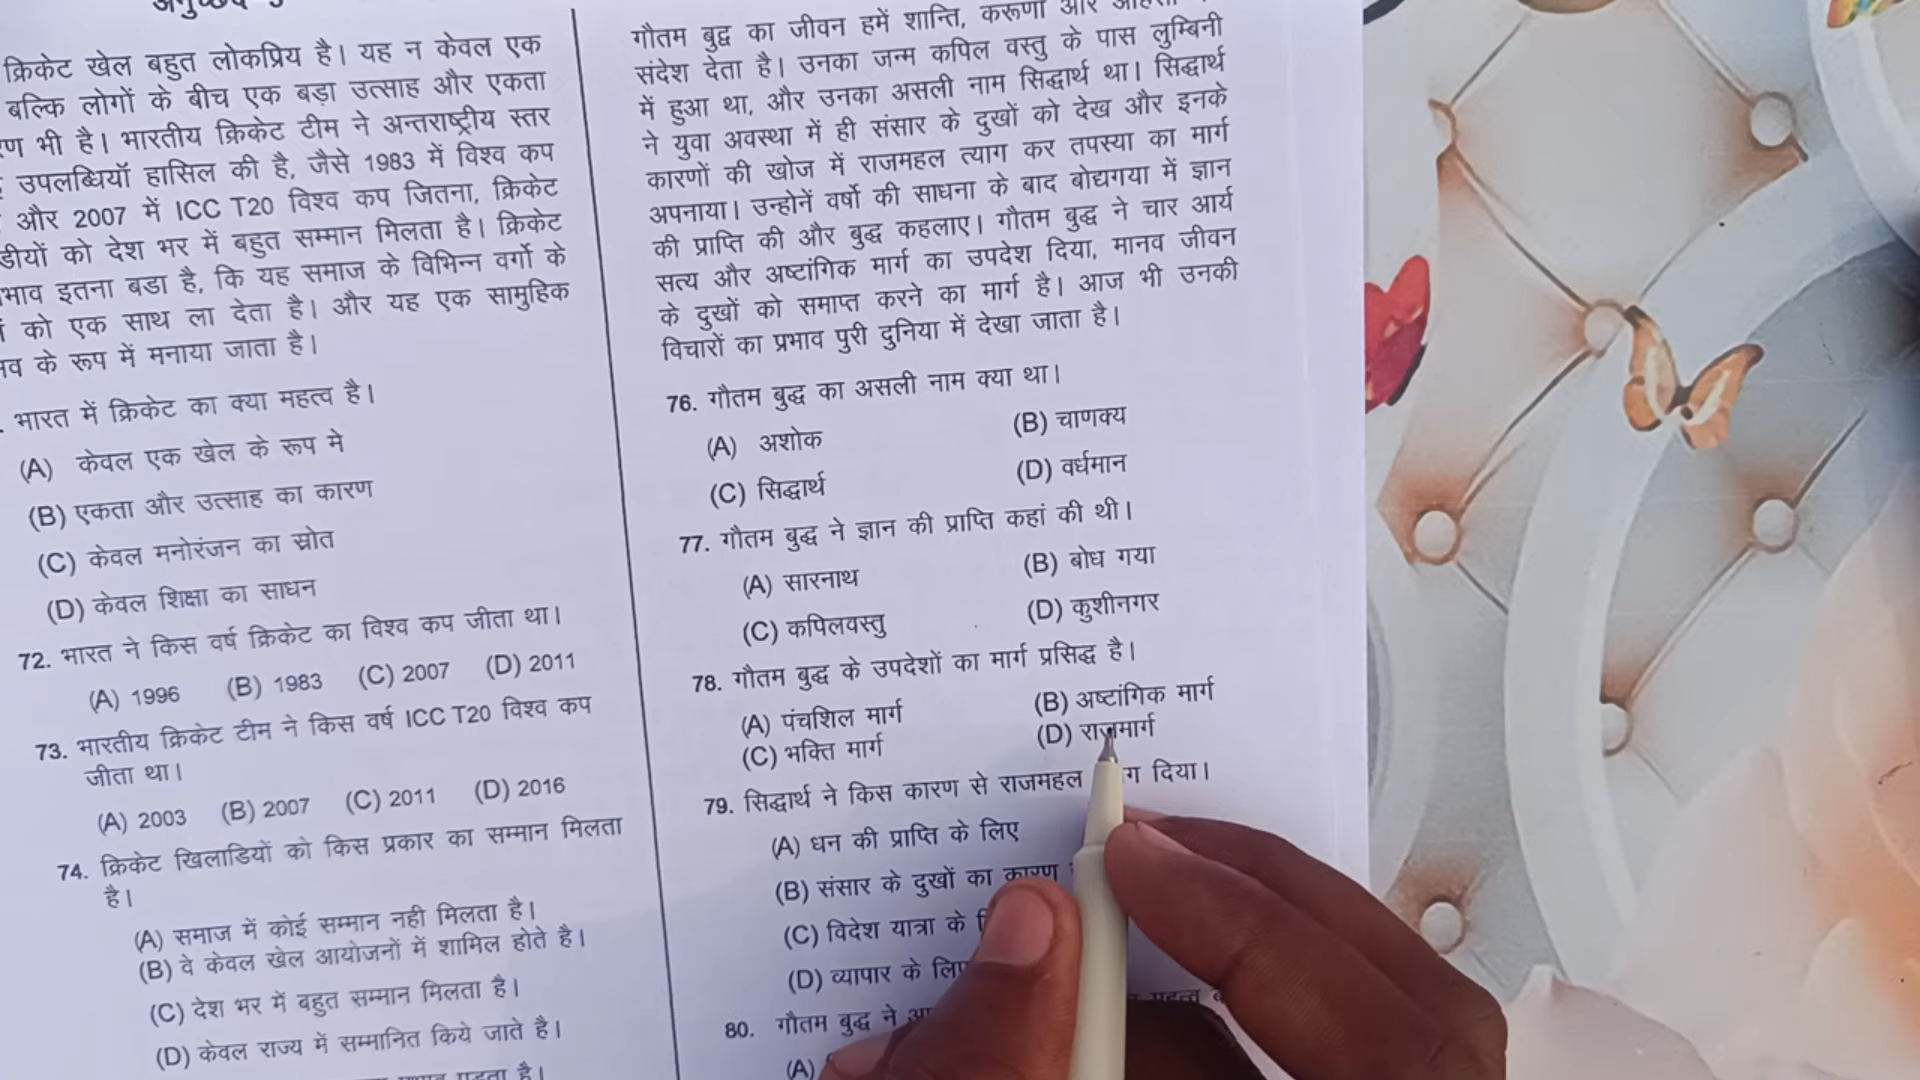 क्रिकेट खेल बहुत लोकप्रिय है। यह न केवल एक
बल्कि लोगों के बीच एक बड़ा उत्साह और एकता
भी है। भारतीय क्रिकेट टीम ने अन्तराष्ट्रीय स्तर
उपलब्धियॉ हासिल की है, जैसे 1983 में विश्व कप
और 2007 में ICC T20 विश्व कप जितना, क्रिकेट
को देश भर में बहुत सम्मान मिलता है। क्रिकेट
इतना बडा है, कि यह समाज के विभिन्न वर्गो के
को एक साथ ला देता है। और यह एक सामुहिक
के रूप में मनाया जाता है।
भारत में क्रिकेट का क्या महत्व है।
(A) केवल एक खेल के रूप मे
(B) एकता और उत्साह का कारण
(C) केवल मनोरंजन का स्रोत
(D) केवल शिक्षा का साधन
72. भारत ने किस वर्ष क्रिकेट का विश्व कप जीता था।
(A) 1996 (B) 1983 (C) 2007 (D) 2011
73. भारतीय क्रिकेट टीम ने किस वर्ष ICC T20 विश्व कप
जीता था।
(A) 2003 (B) 2007 (C) 2011 (D) 2016
74. क्रिकेट खिलाडियों को किस प्रकार का सम्मान मिलता
है।
(A) समाज में कोई सम्मान नही मिलता है।
(B) वे केवल खेल आयोजनों में शामिल होते है।
(C) देश भर में बहुत सम्मान मिलता है।
(D) केवल राज्य में सम्मानित किये जाते है।
गौतम बुद्ध का जीवन हमें शान्ति, करूणा और
संदेश देता है। उनका जन्म कपिल वस्तु के पास लुम्बिनी
में हुआ था, और उनका असली नाम सिद्धार्थ था। सिद्धार्थ
ने युवा अवस्था में ही संसार के दुखों को देख और इनके
कारणों की खोज में राजमहल त्याग कर तपस्या का मार्ग
अपनाया। उन्होनें वर्षो की साधना के बाद बोद्यगया में ज्ञान
की प्राप्ति की और बुद्ध कहलाए। गौतम बुद्ध ने चार आर्य
सत्य और अष्टांगिक मार्ग का उपदेश दिया, मानव जीवन
के दुखों को समाप्त करने का मार्ग है। आज भी उनकी
विचारों का प्रभाव पुरी दुनिया में देखा जाता है।
76. गौतम बुद्ध का असली नाम क्या था।
(A) अशोक (B) चाणक्य
(C) सिद्धार्थ (D) वर्धमान
77. गौतम बुद्ध ने ज्ञान की प्राप्ति कहां की थी।
(A) सारनाथ (B) बोध गया
(C) कपिलवस्तु (D) कुशीनगर
78. गौतम बुद्ध के उपदेशों का मार्ग प्रसिद्ध है।
(A) पंचशिल मार्ग (B) अष्टांगिक मार्ग
(C) भक्ति मार्ग (D) राजमार्ग
79. सिद्धार्थ ने किस कारण से राजमहल दिया।
(A) धन की प्राप्ति के लिए
(B) संसार के दुखों का कारण
(C) विदेश यात्रा के
(D) व्यापार के लिए
80. गौतम बुद्ध ने
(A)